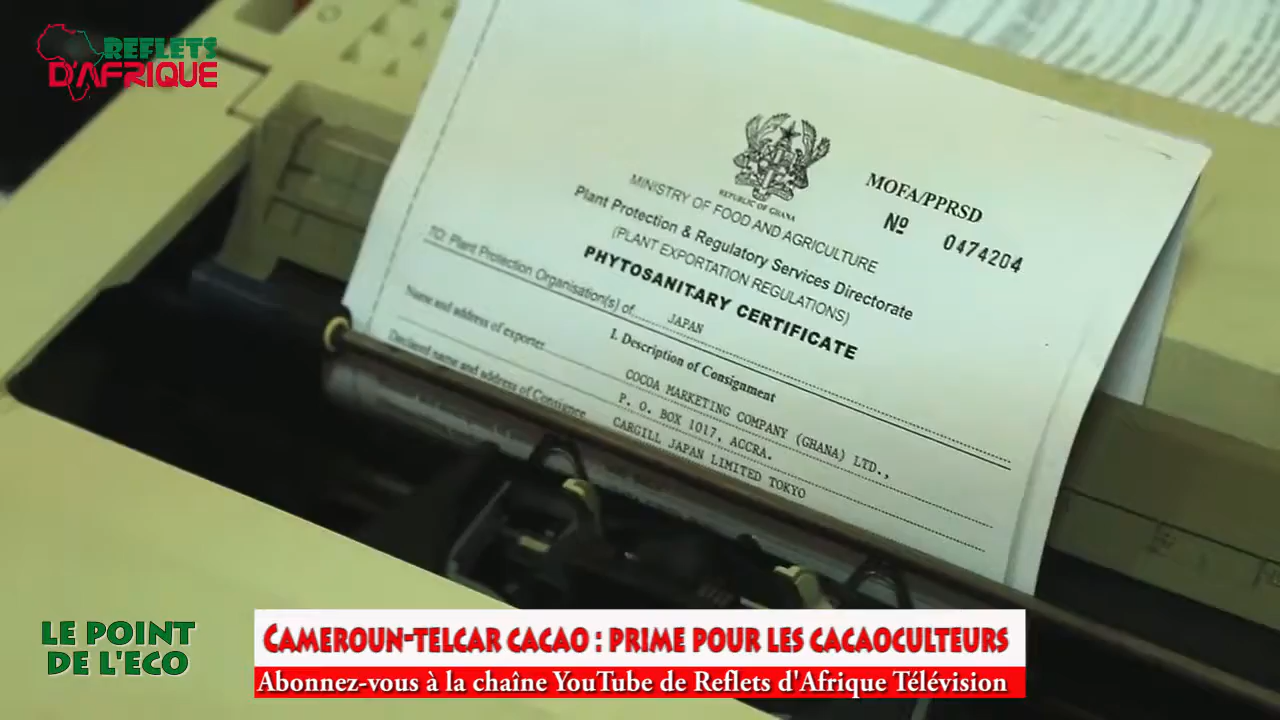 REFLETS
D'AFRIQUE
REPUBLIC OF GHANA
MOFA/PPRSD
Nº 0474204
MINISTRY OF FOOD AND AGRICULTURE
Plant Protection & Regulatory Services Directorate
(PLANT EXPORTATION REGULATIONS)
PHYTOSANITARY CERTIFICATE
TO: Plant Protection Organisation(s) of JAPAN
I. Description of Consignment
Name and address of exporter COCOA MARKETING COMPANY (GHANA) LTD.,
P. O. BOX 1017, ACCRA.
Declared name and address of Consignee CARGILL JAPAN LIMITED TOKYO
LE POINT
DE L'ECO
CAMEROUN-TELCAR CACAO : PRIME POUR LES CACAOCULTEURS
Abonnez-vous à la chaîne YouTube de Reflets d'Afrique Télévision